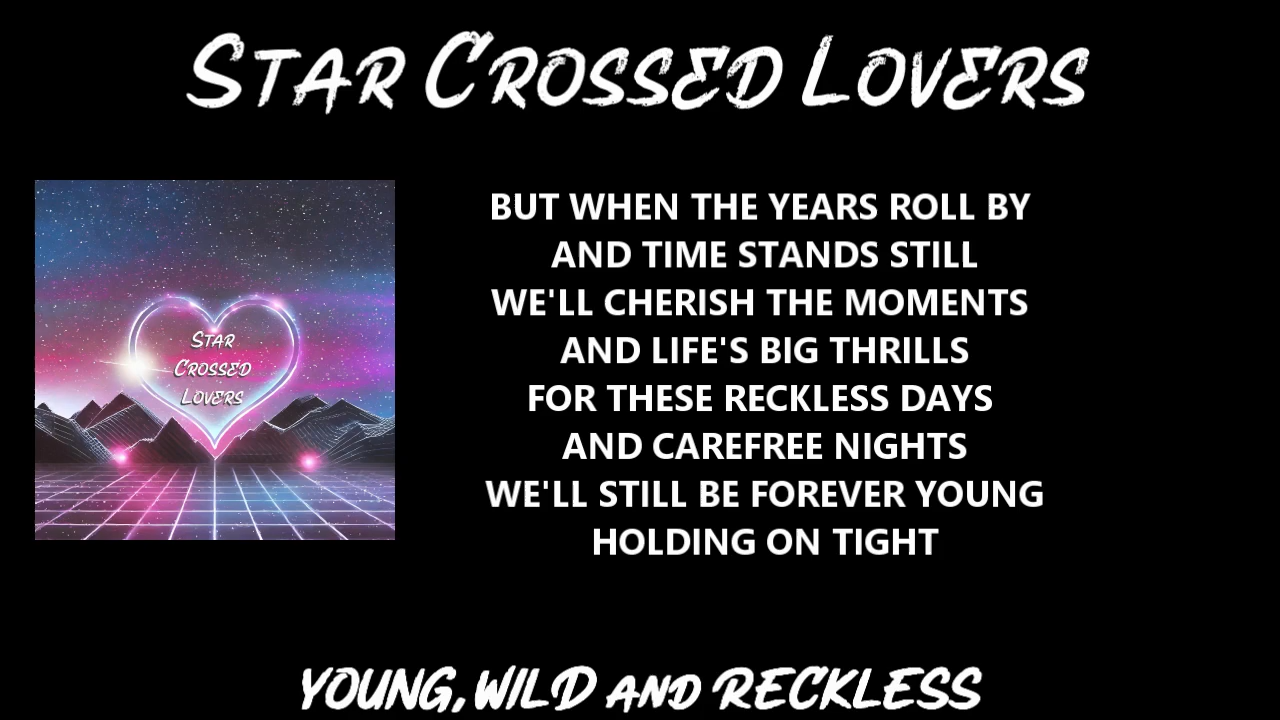 STAR CROSSED LOVERS
STAR
CROSSED
LOVERS
BUT WHEN THE YEARS ROLL BY
AND TIME STANDS STILL
WE'LL CHERISH THE MOMENTS
AND LIFE'S BIG THRILLS
FOR THESE RECKLESS DAYS
AND CAREFREE NIGHTS
WE'LL STILL BE FOREVER YOUNG
HOLDING ON TIGHT
YOUNG, WILD AND RECKLESS